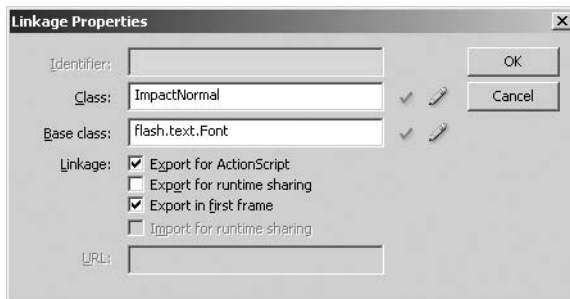 Linkage Properties
Identifier:
OK
Class: ImpactNormal
Cancel
Base class: flash.text.Font
Linkage: Export for ActionScript
Export for runtime sharing
Export in first frame
Import for runtime sharing
URL: